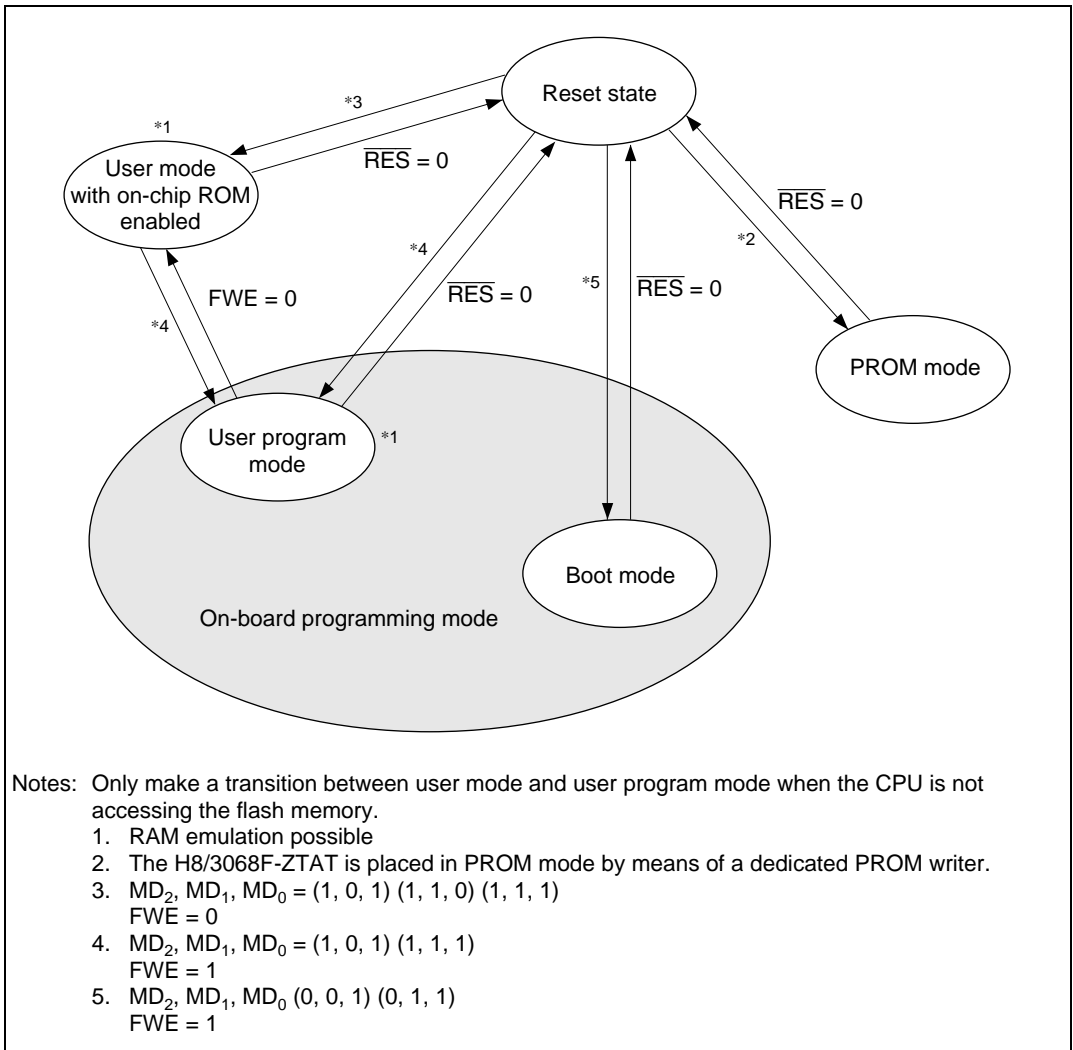 Reset state
*3
*1
RES = 0
User mode
with on-chip ROM
enabled
RES = 0
*4
*2
FWE = 0
RES = 0
*5
RES = 0
*4
PROM mode
User program
mode
*1
Boot mode
On-board programming mode
Notes: Only make a transition between user mode and user program mode when the CPU is not
accessing the flash memory.
1. RAM emulation possible
2. The H8/3068F-ZTAT is placed in PROM mode by means of a dedicated PROM writer.
3. MD2, MD1, MD0 = (1, 0, 1) (1, 1, 0) (1, 1, 1)
FWE = 0
4. MD2, MD1, MD0 = (1, 0, 1) (1, 1, 1)
FWE = 1
5. MD2, MD1, MD0 (0, 0, 1) (0, 1, 1)
FWE = 1